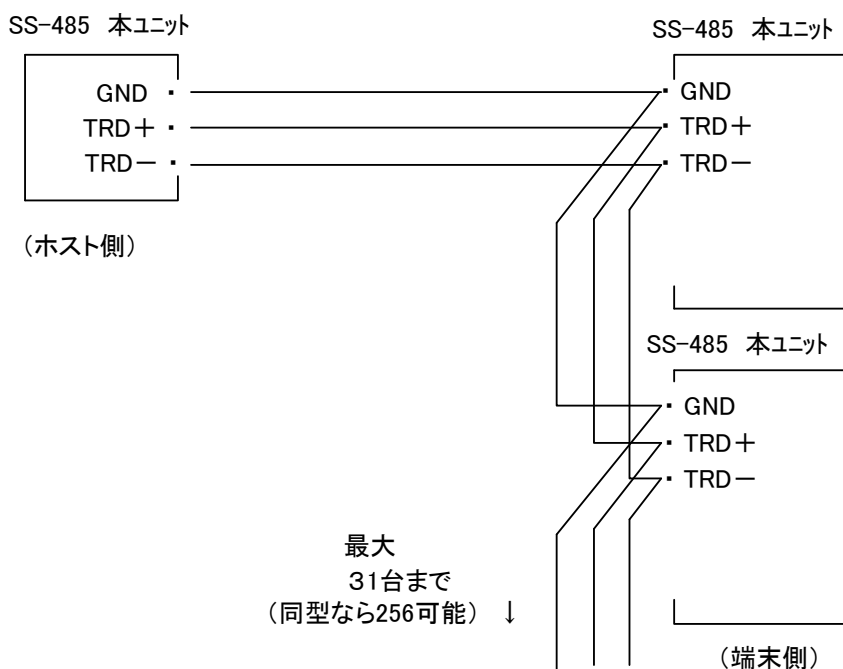 SS-485 本ユニット
GND
TRD＋
TRD－
（ホスト側）
SS-485 本ユニット
GND
TRD＋
TRD－
SS-485 本ユニット
GND
TRD＋
TRD－
最大
３１台まで
（同型なら256可能） ↓
（端末側）